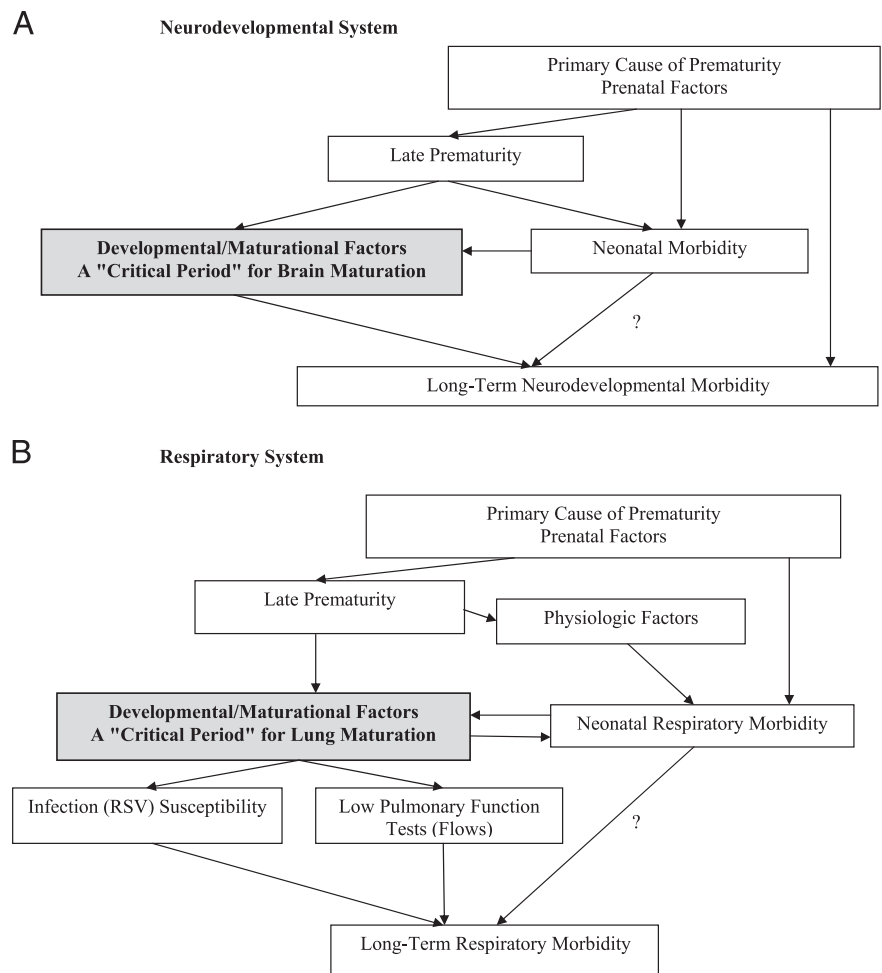 A
Neurodevelopmental System
Primary Cause of Prematurity
Prenatal Factors
Late Prematurity
Developmental/Maturational Factors
A "Critical Period" for Brain Maturation
Neonatal Morbidity
?
Long-Term Neurodevelopmental Morbidity
B
Respiratory System
Primary Cause of Prematurity
Prenatal Factors
Late Prematurity
Physiologic Factors
Developmental/Maturational Factors
A "Critical Period" for Lung Maturation
Neonatal Respiratory Morbidity
Infection (RSV) Susceptibility
Low Pulmonary Function
Tests (Flows)
?
Long-Term Respiratory Morbidity